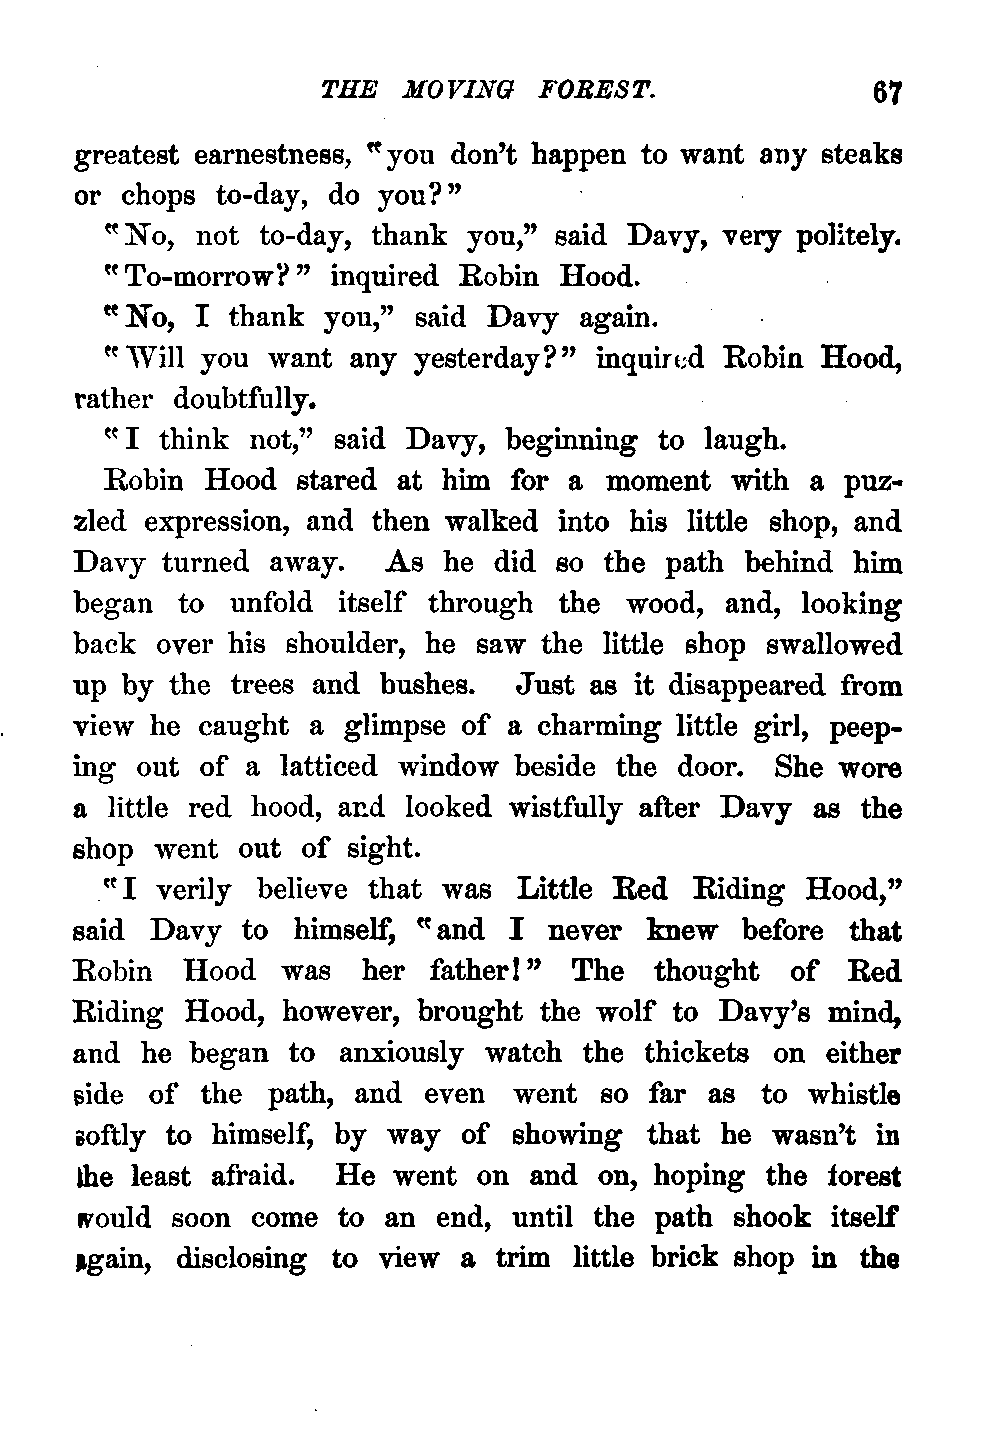 THE MOVING FOREST. 67
greatest earnestness, "you don't happen to want any steaks
or chops to-day, do you?"
"No, not to-day, thank you," said Davy, very politely.
"To-morrow?" inquired Robin Hood.
"No, I thank you," said Davy again.
"Will you want any yesterday?" inquired Robin Hood,
rather doubtfully.
"I think not," said Davy, beginning to laugh.
Robin Hood stared at him for a moment with a puz-
zled expression, and then walked into his little shop, and
Davy turned away. As he did so the path behind him
began to unfold itself through the wood, and, looking
back over his shoulder, he saw the little shop swallowed
up by the trees and bushes. Just as it disappeared from
view he caught a glimpse of a charming little girl, peep-
ing out of a latticed window beside the door. She wore
a little red hood, and looked wistfully after Davy as the
shop went out of sight.
"I verily believe that was Little Red Riding Hood,"
said Davy to himself, "and I never knew before that
Robin Hood was her father!" The thought of Red
Riding Hood, however, brought the wolf to Davy's mind,
and he began to anxiously watch the thickets on either
side of the path, and even went so far as to whistle
softly to himself, by way of showing that he wasn't in
the least afraid. He went on and on, hoping the forest
would soon come to an end, until the path shook itself
again, disclosing to view a trim little brick shop in the